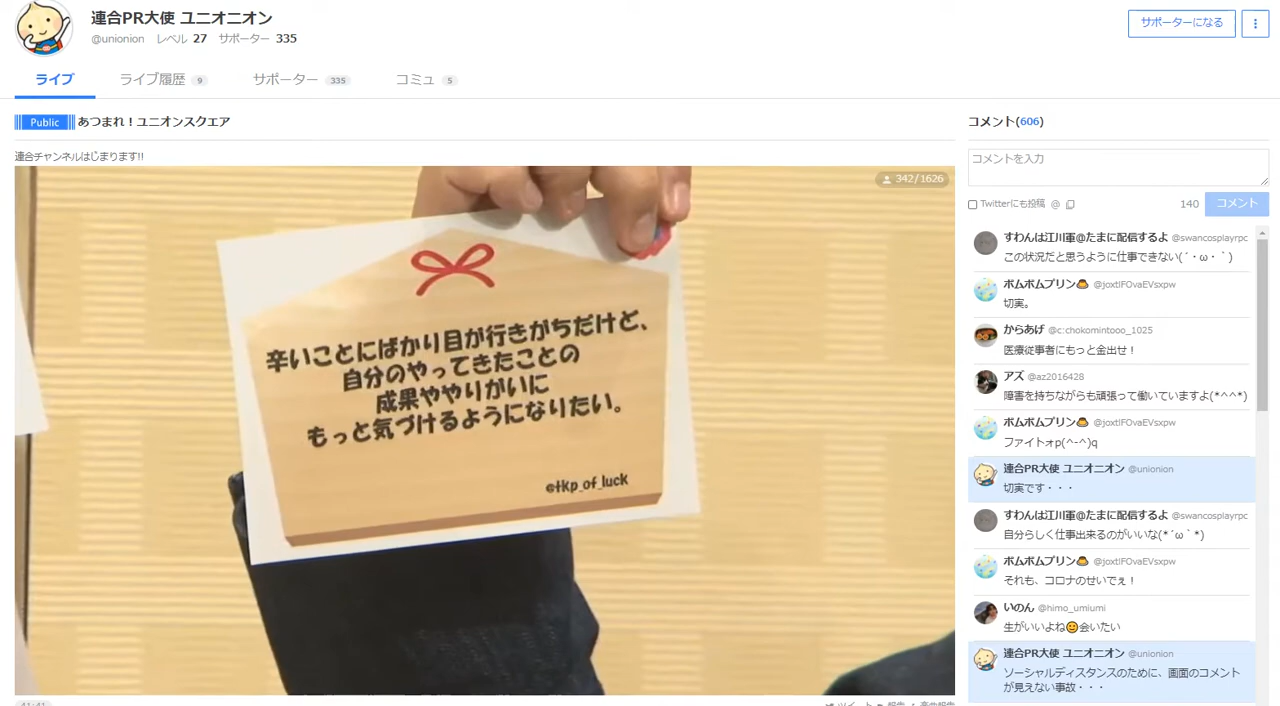 連合PR大使 ユニオニオン
@unionion レベル 27 サポーター 335
サポーターになる
ライブ ライブ履歴 9 サポーター 335 コミュ 5
Public あつまれ！ユニオンスクエア
連合チャンネルはじまります!!
342/1626
辛いことにばかり目が行きがちだけど、
自分のやってきたことの
成果ややりがいに
もっと気づけるようになりたい。
@tkp_of_luck
41:41
ツイート 報告
コメント(606)
コメントを入力
Twitterにも投稿 @ 140 コメント
すわんは江川軍@たまに配信するよ @swancosplayrpc
この状況だと思うように仕事できない(´・ω・｀)
ボムボムプリン🍮 @joxtIFOvaEVsxpw
切実。
からあげ @c:chokomintooo_1025
医療従事者にもっと金出せ！
アズ @az2016428
障害を持ちながらも頑張って働いていますよ(*^^*)
ボムボムプリン🍮 @joxtIFOvaEVsxpw
ファイトォp(^-^)q
連合PR大使 ユニオニオン @unionion
切実です・・・
すわんは江川軍@たまに配信するよ @swancosplayrpc
自分らしく仕事出来るのがいいな(*´ω｀*)
ボムボムプリン🍮 @joxtIFOvaEVsxpw
それも、コロナのせいでぇ！
いのん @himo_umiumi
生がいいよね😊会いたい
連合PR大使 ユニオニオン @unionion
ソーシャルディスタンスのために、画面のコメント
が見えない事故・・・